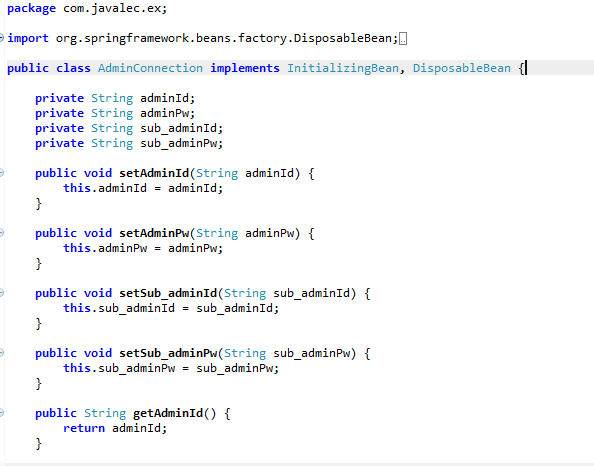 package com.javalec.ex;
import org.springframework.beans.factory.DisposableBean;
public class AdminConnection implements InitializingBean, DisposableBean {
private String adminId;
private String adminPw;
private String sub_adminId;
private String sub_adminPw;
public void setAdminId(String adminId) {
this.adminId = adminId;
}
public void setAdminPw(String adminPw) {
this.adminPw = adminPw;
}
public void setSub_adminId(String sub_adminId) {
this.sub_adminId = sub_adminId;
}
public void setSub_adminPw(String sub_adminPw) {
this.sub_adminPw = sub_adminPw;
}
public String getAdminId() {
return adminId;
}